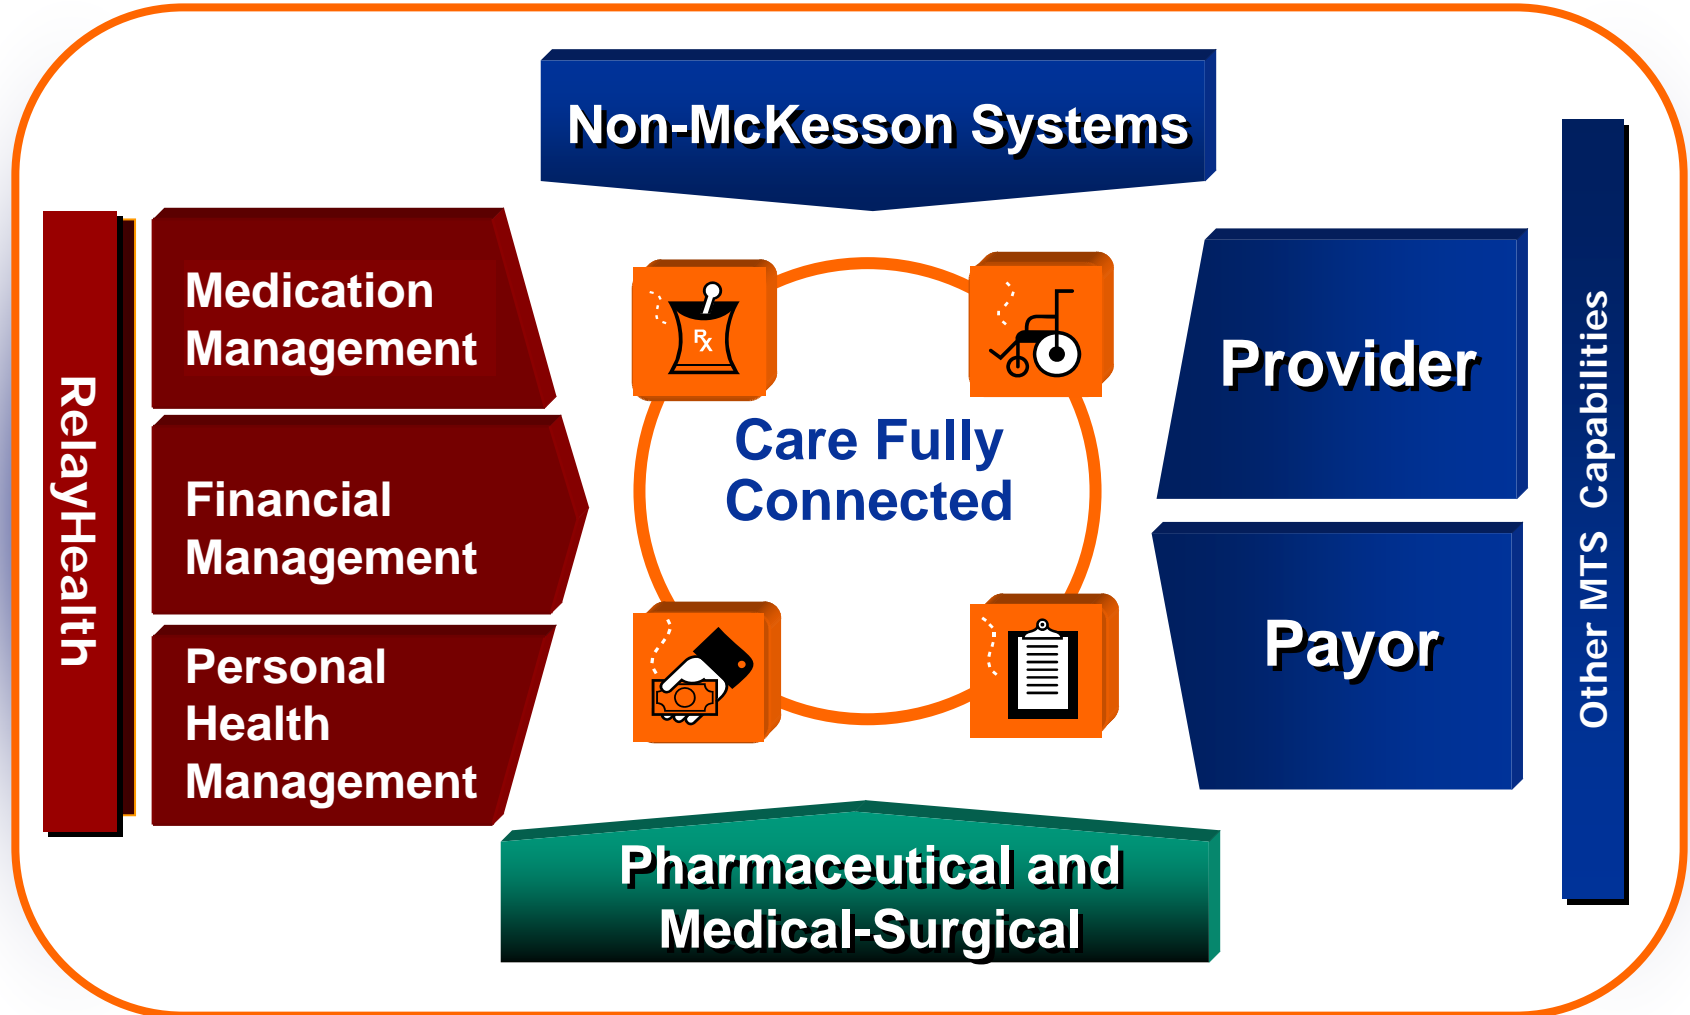 Non-McKesson Systems
RelayHealth
Medication
Management
Financial
Management
Personal
Health
Management
Rx
Care Fully
Connected
Provider
Payor
Other MTS Capabilities
Pharmaceutical and
Medical-Surgical